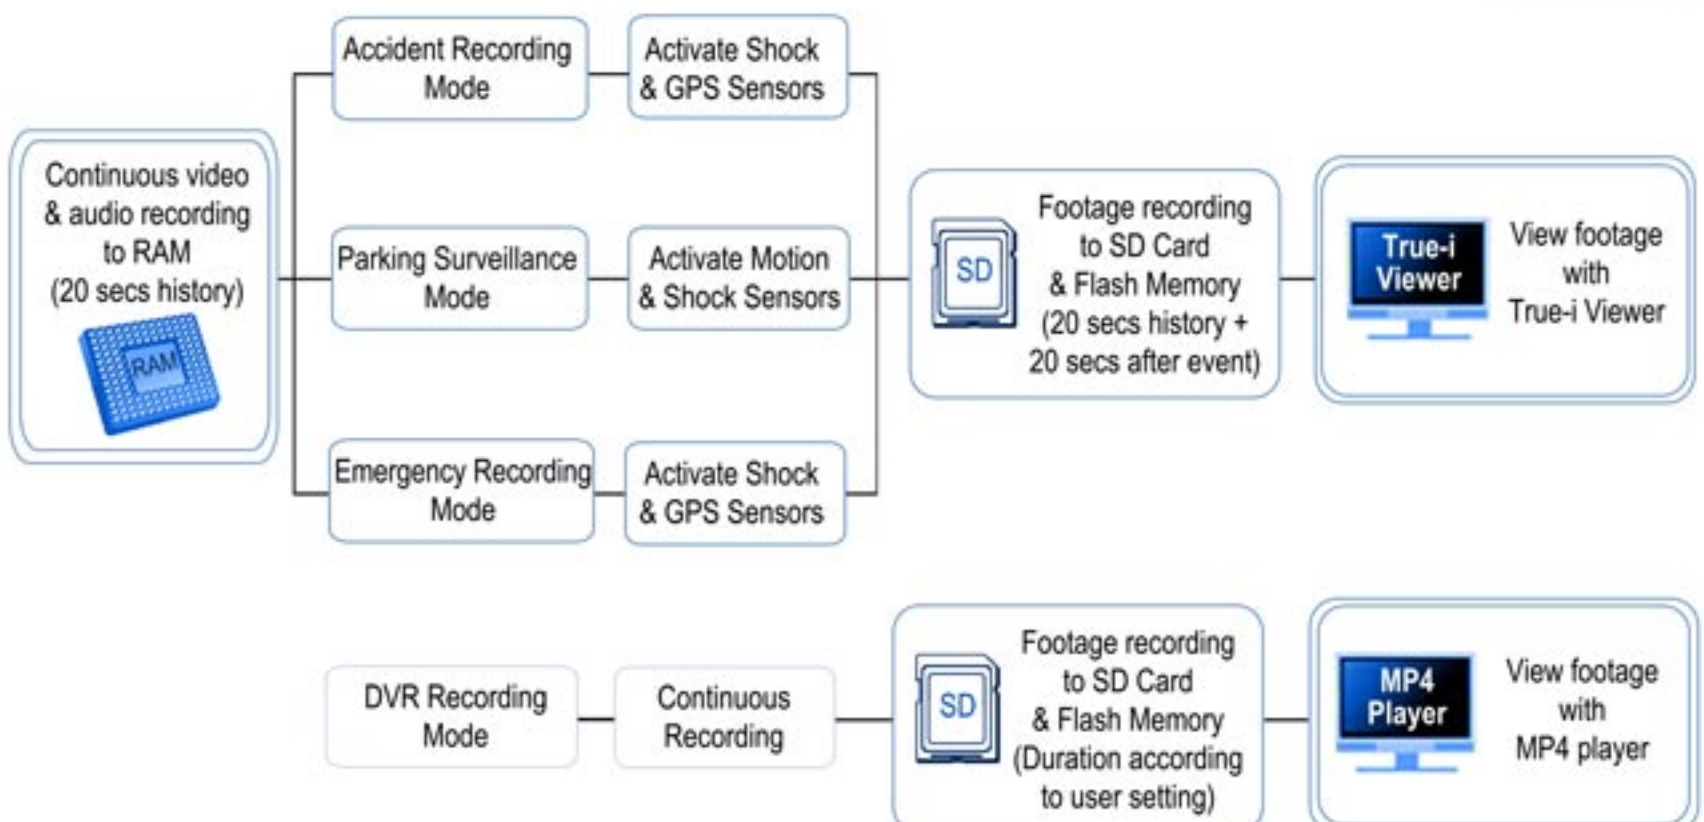 Continuous video
& audio recording
to RAM
(20 secs history)
RAM
Accident Recording
Mode
Activate Shock
& GPS Sensors
Parking Surveillance
Mode
Activate Motion
& Shock Sensors
Emergency Recording
Mode
Activate Shock
& GPS Sensors
SD
Footage recording
to SD Card
& Flash Memory
(20 secs history +
20 secs after event)
True-i
Viewer
View footage
with
True-i Viewer
DVR Recording
Mode
Continuous
Recording
SD
Footage recording
to SD Card
& Flash Memory
(Duration according
to user setting)
MP4
Player
View footage
with
MP4 player